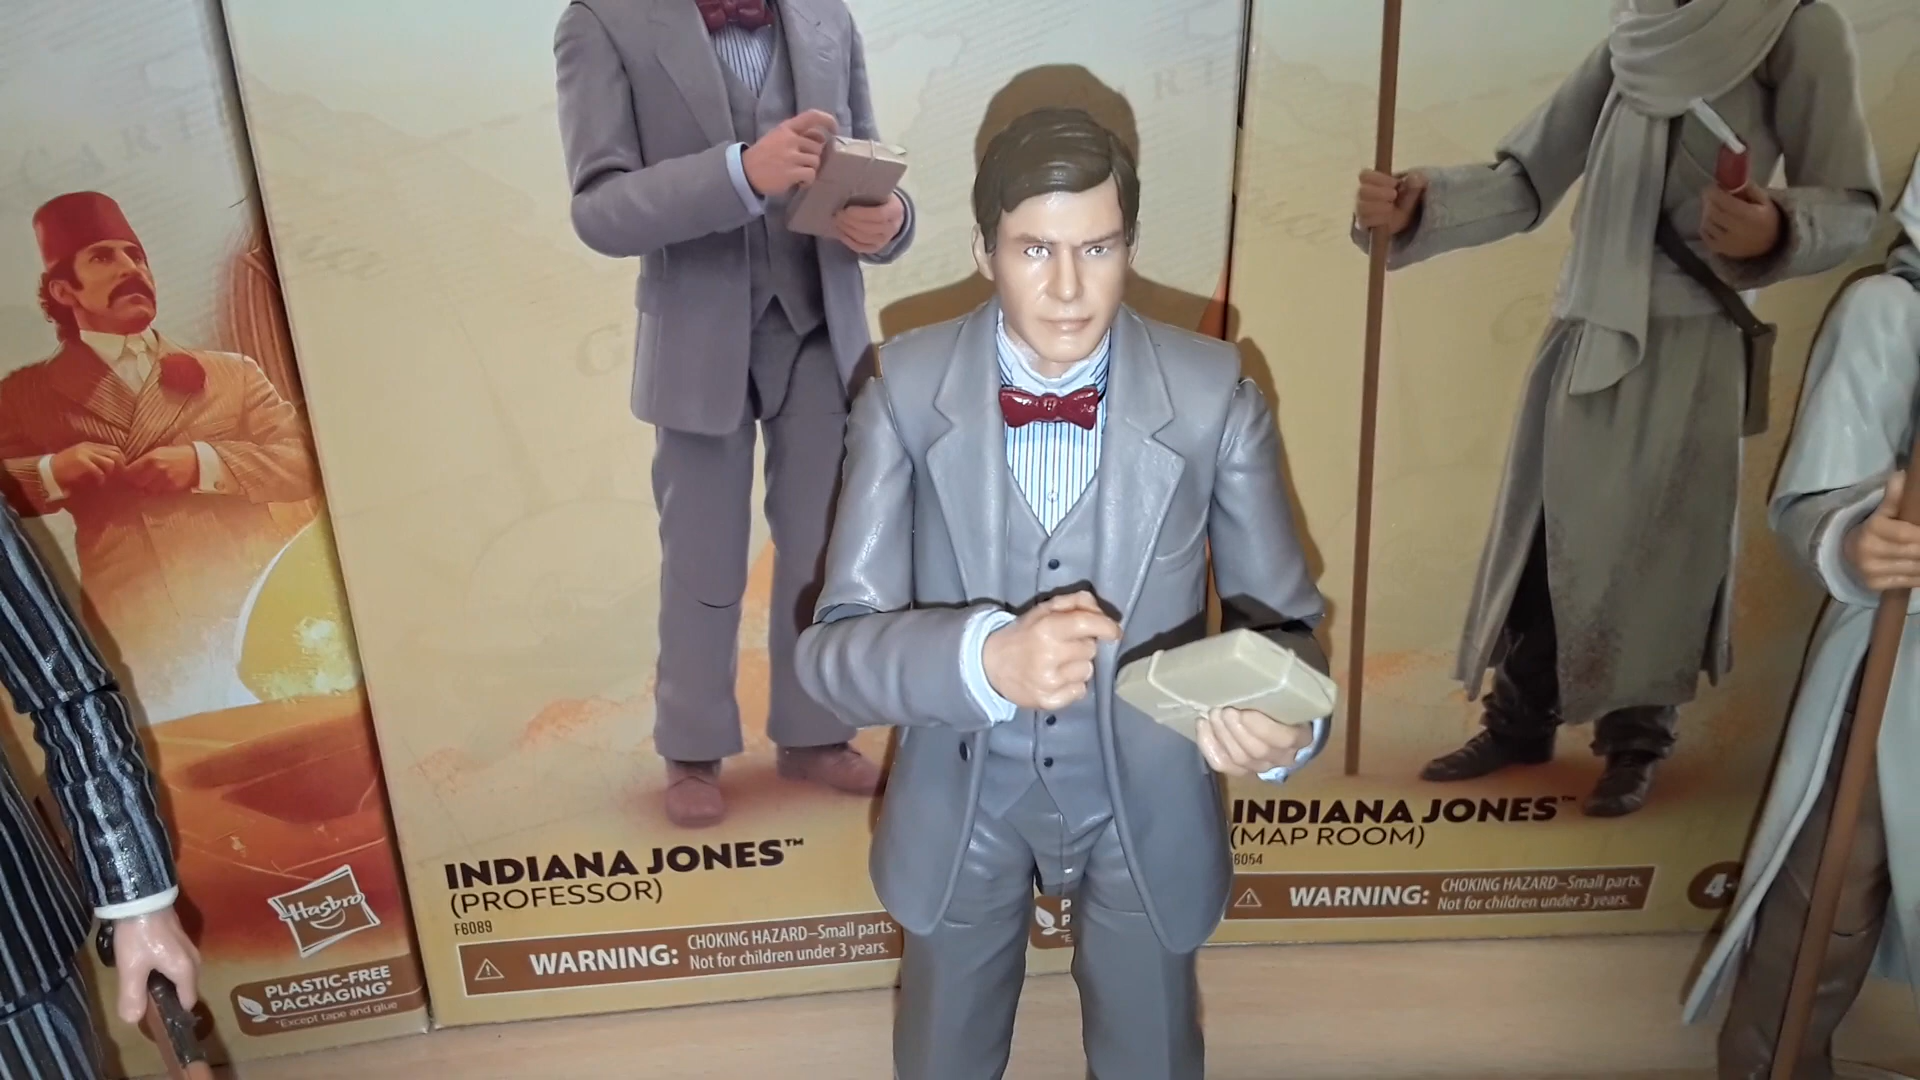 Hasbro
PLASTIC-FREE
PACKAGING*
*Except tape and glue
INDIANA JONES™
(PROFESSOR)
F6089
WARNING:
CHOKING HAZARD–Small parts.
Not for children under 3 years.
INDIANA JONES™
(MAP ROOM)
6054
WARNING:
CHOKING HAZARD–Small parts.
Not for children under 3 years.
4